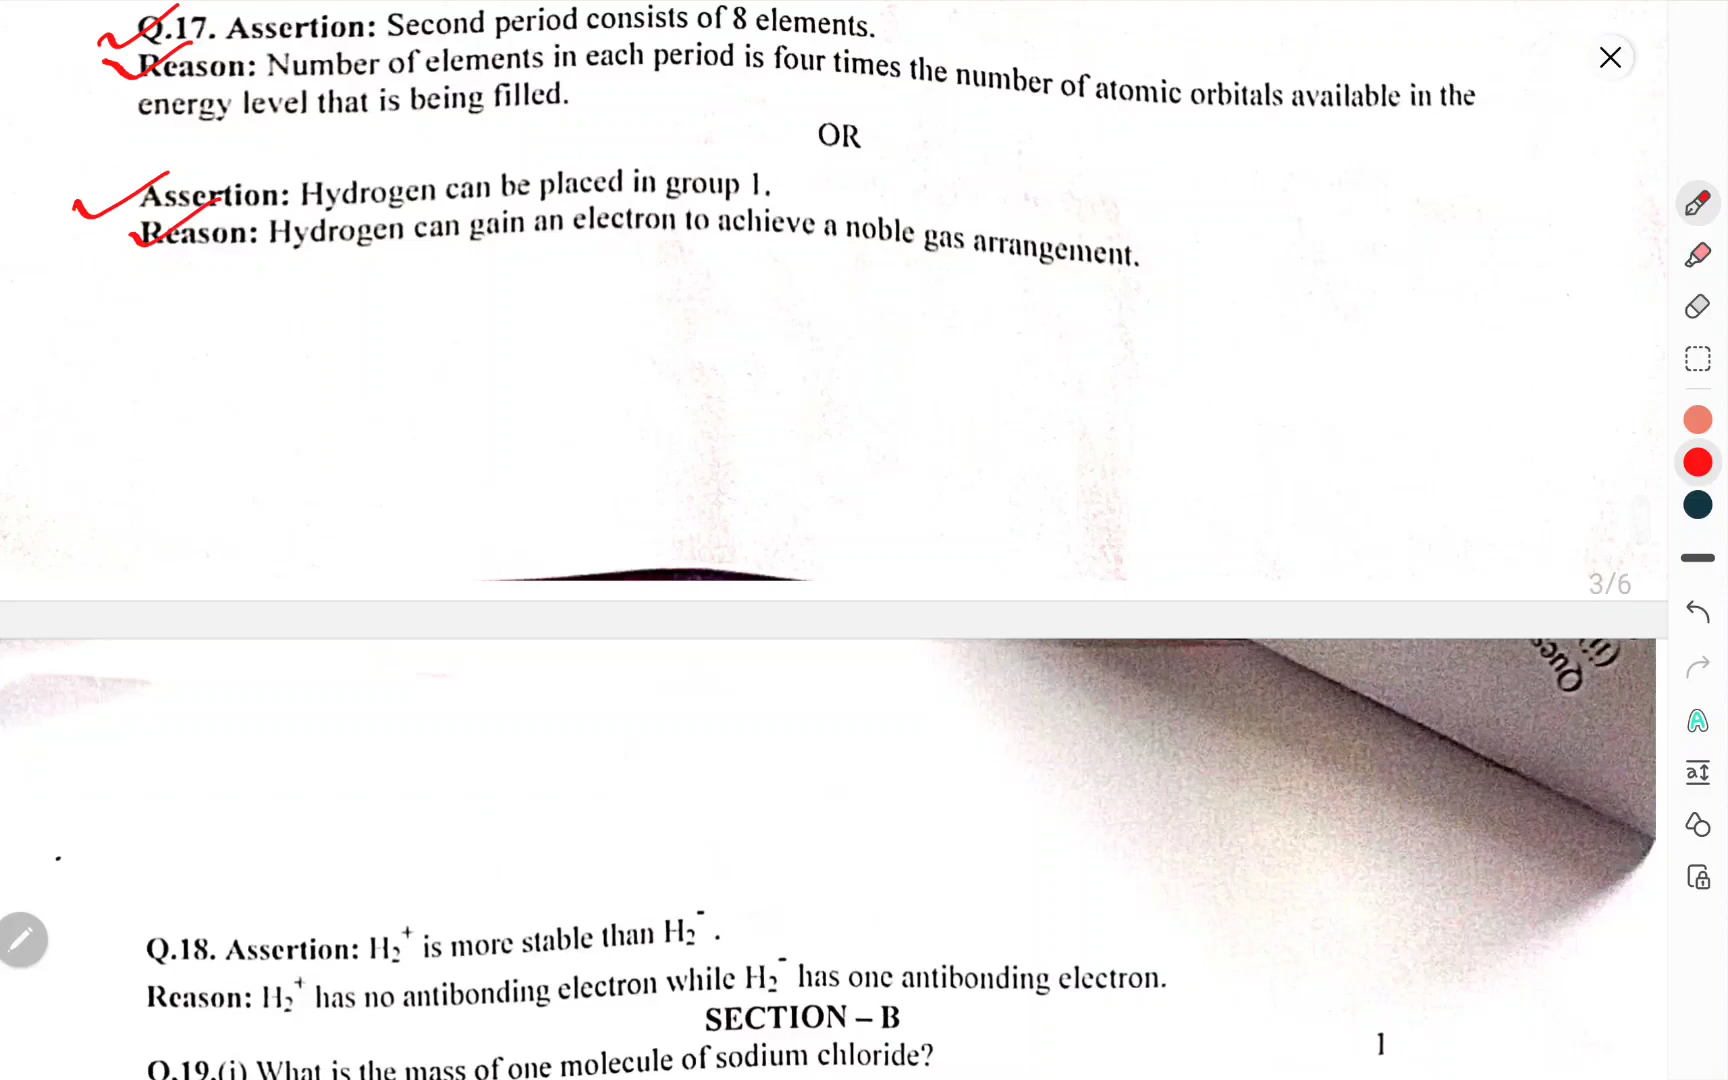 Q.17. Assertion: Second period consists of 8 elements.
Reason: Number of elements in each period is four times the number of atomic orbitals available in the
energy level that is being filled.
OR
Assertion: Hydrogen can be placed in group 1.
Reason: Hydrogen can gain an electron to achieve a noble gas arrangement.
3/6
(ii)
Ques
Q.18. Assertion: H₂⁺ is more stable than H₂⁻.
Reason: H₂⁺ has no antibonding electron while H₂⁻ has one antibonding electron.
SECTION – B
Q.19.(i) What is the mass of one molecule of sodium chloride? 1